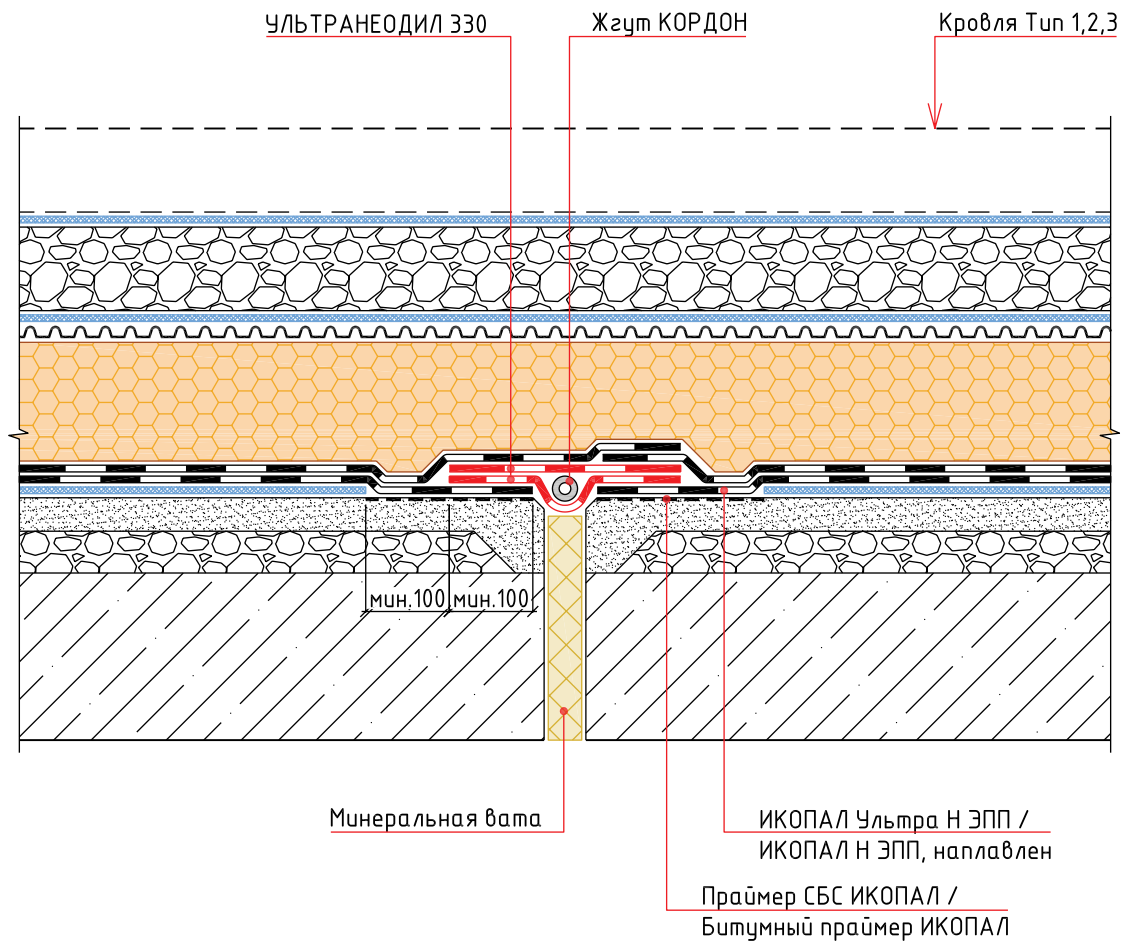 УЛЬТРАНЕОДИЛ 330
Жгут КОРДОН
Кровля Тип 1,2,3
мин.100
мин.100
Минеральная вата
ИКОПАЛ Ультра Н ЭПП /
ИКОПАЛ Н ЭПП, наплавлен
Праймер СБС ИКОПАЛ /
Битумный праймер ИКОПАЛ